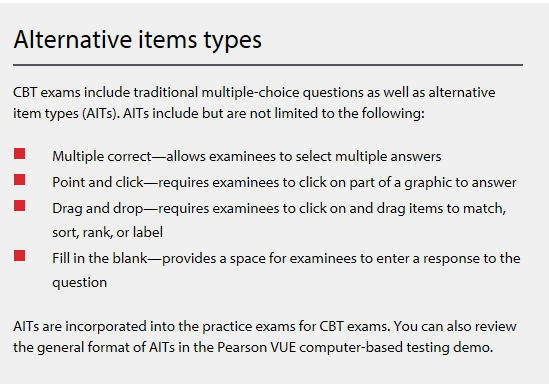 Alternative items types
CBT exams include traditional multiple-choice questions as well as alternative
item types (AITs). AITs include but are not limited to the following:
Multiple correct—allows examinees to select multiple answers
Point and click—requires examinees to click on part of a graphic to answer
Drag and drop—requires examinees to click on and drag items to match,
sort, rank, or label
Fill in the blank—provides a space for examinees to enter a response to the
question
AITs are incorporated into the practice exams for CBT exams. You can also review
the general format of AITs in the Pearson VUE computer-based testing demo.